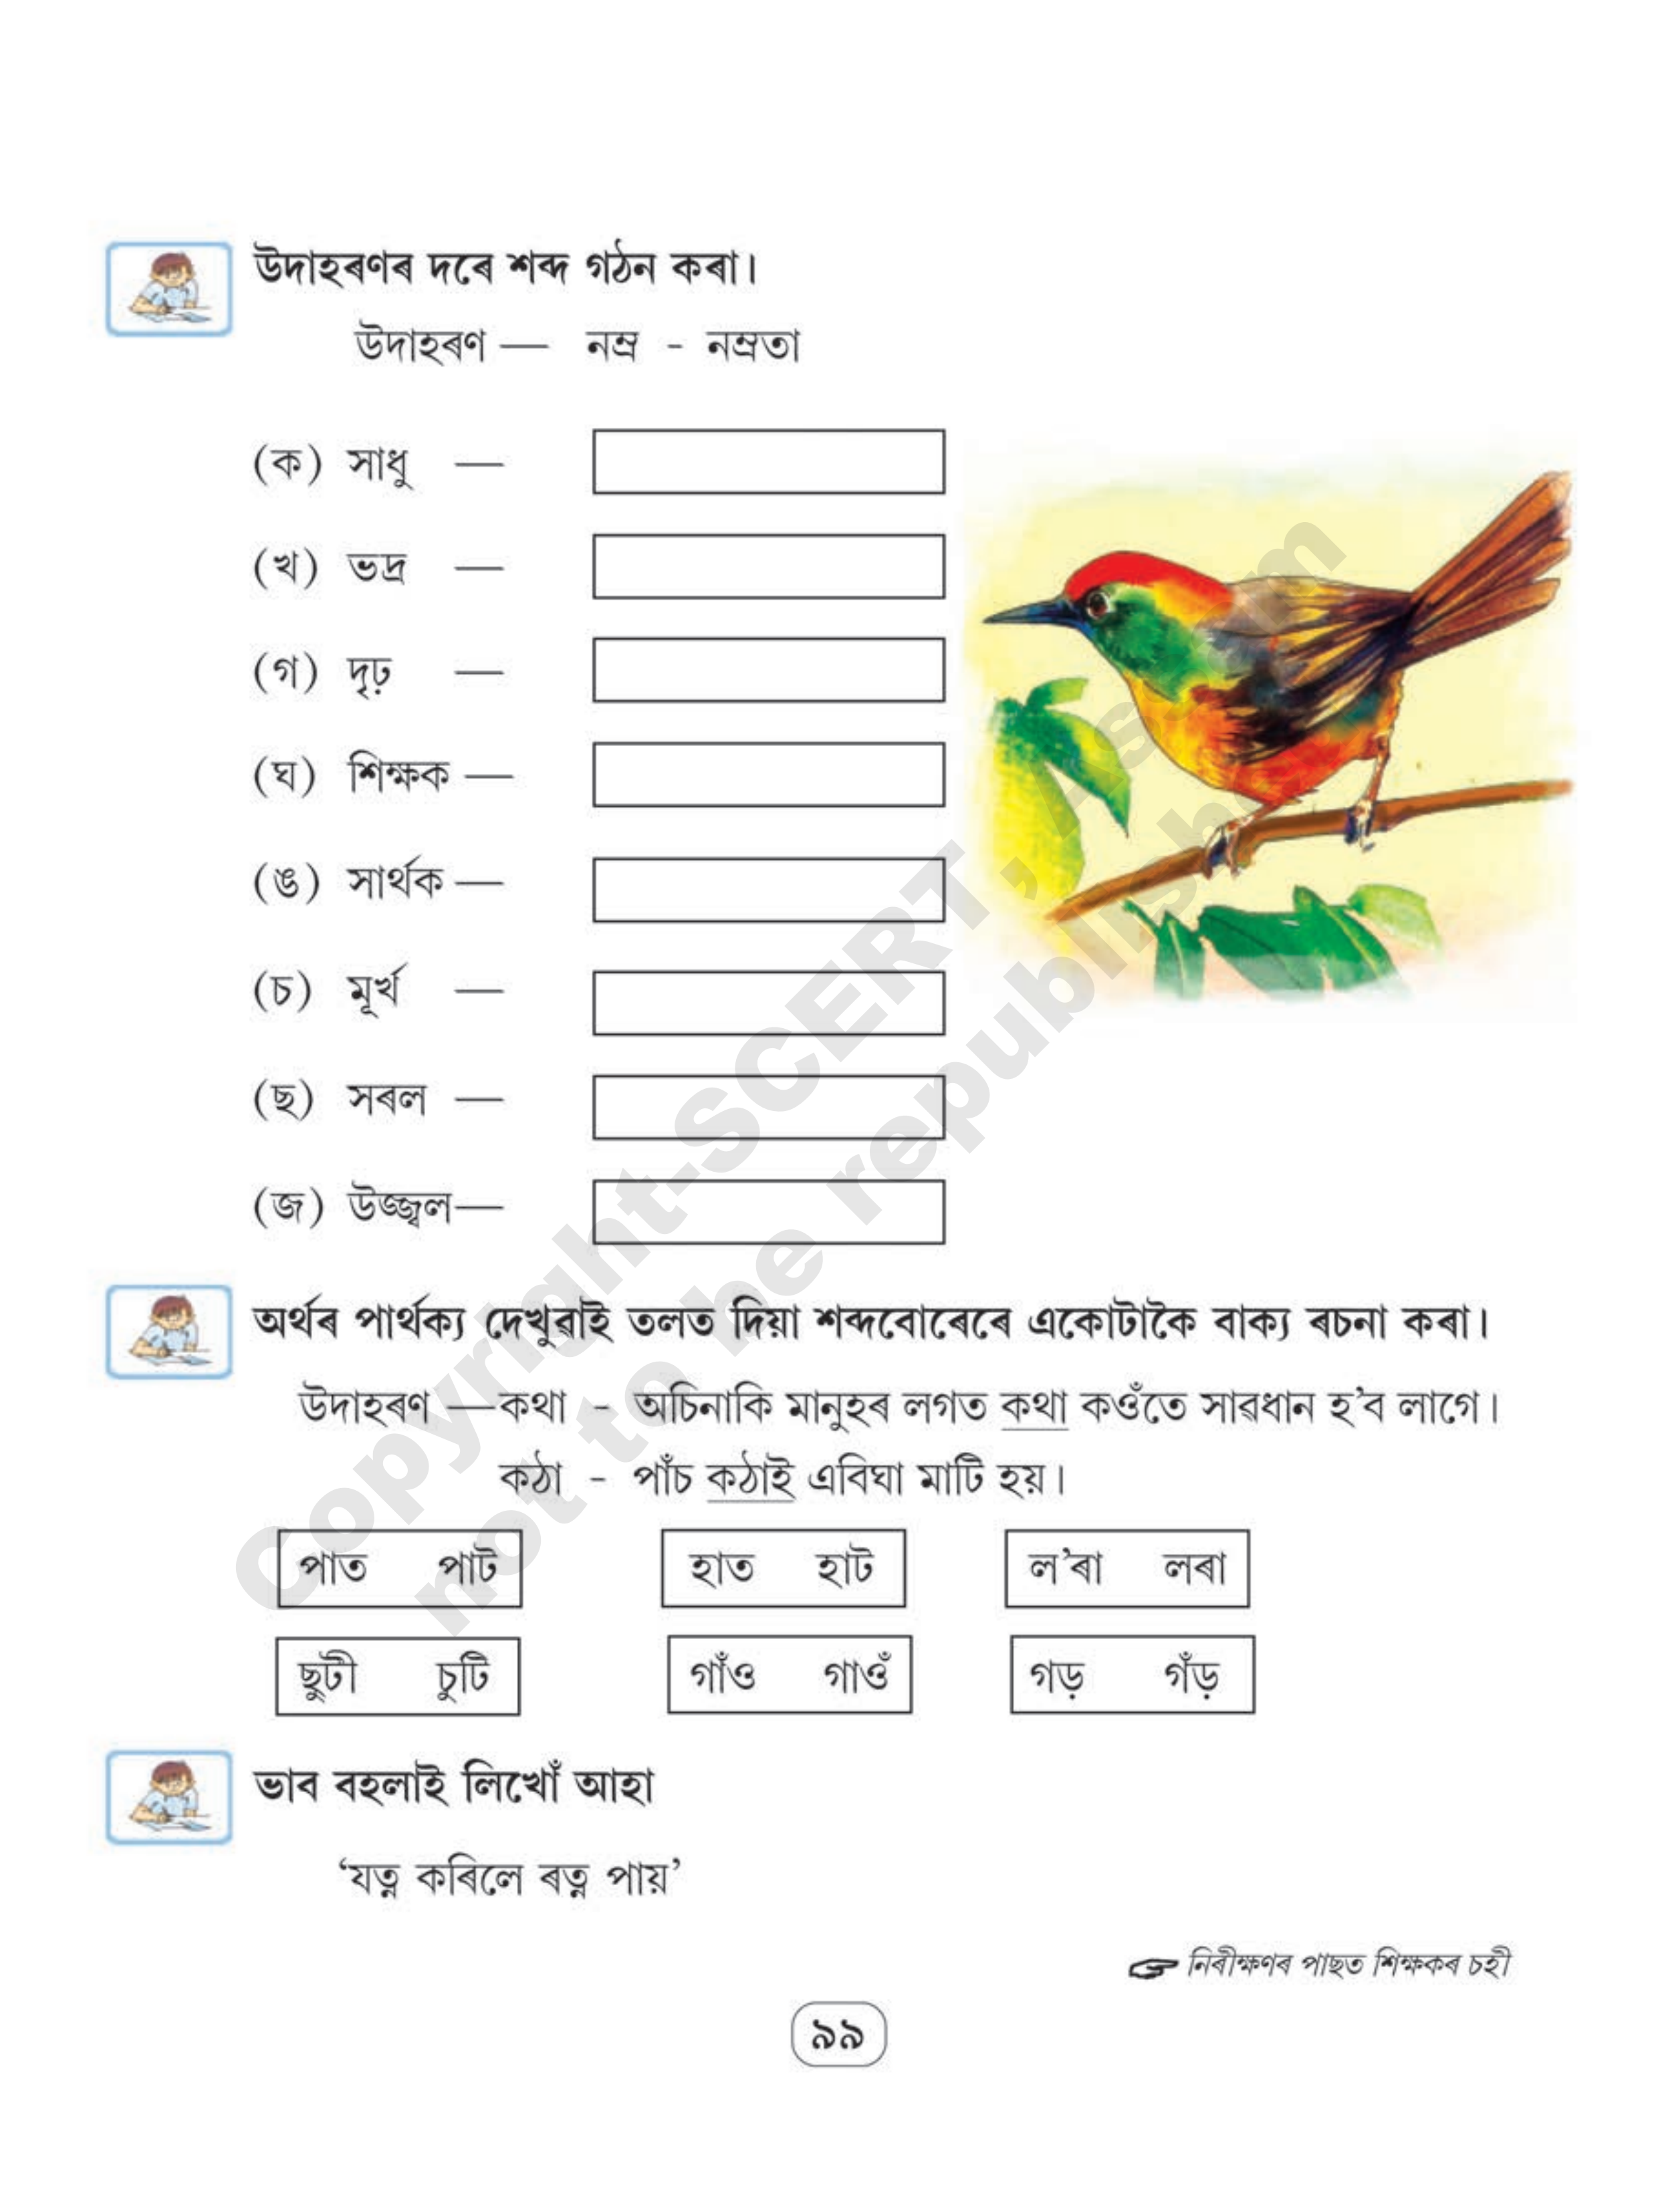 উদাহৰণৰ দৰে শব্দ গঠন কৰা।
উদাহৰণ — নম্ৰ - নম্ৰতা
(ক) সাধু —
(খ) ভদ্ৰ —
(গ) দৃঢ় —
(ঘ) শিক্ষক —
(ঙ) সাৰ্থক —
(চ) মূৰ্খ —
(ছ) সৰল —
(জ) উজ্জ্বল—
অৰ্থৰ পাৰ্থক্য দেখুৱাই তলত দিয়া শব্দবোৰেৰে একোটাকৈ বাক্য ৰচনা কৰা।
উদাহৰণ —কথা - অচিনাকি মানুহৰ লগত কথা কওঁতে সাৱধান হ’ব লাগে।
কঠা - পাঁচ কঠাই এবিঘা মাটি হয়।
পাত পাট হাত হাট ল’ৰা লৰা
ছুটী চুটি গাঁও গাওঁ গড় গঁড়
ভাব বহলাই লিখোঁ আহা
‘যত্ন কৰিলে ৰত্ন পায়’
নিৰীক্ষণৰ পাছত শিক্ষকৰ চহী
৯৯
Copyright-SCERT, Assam
not to be republished